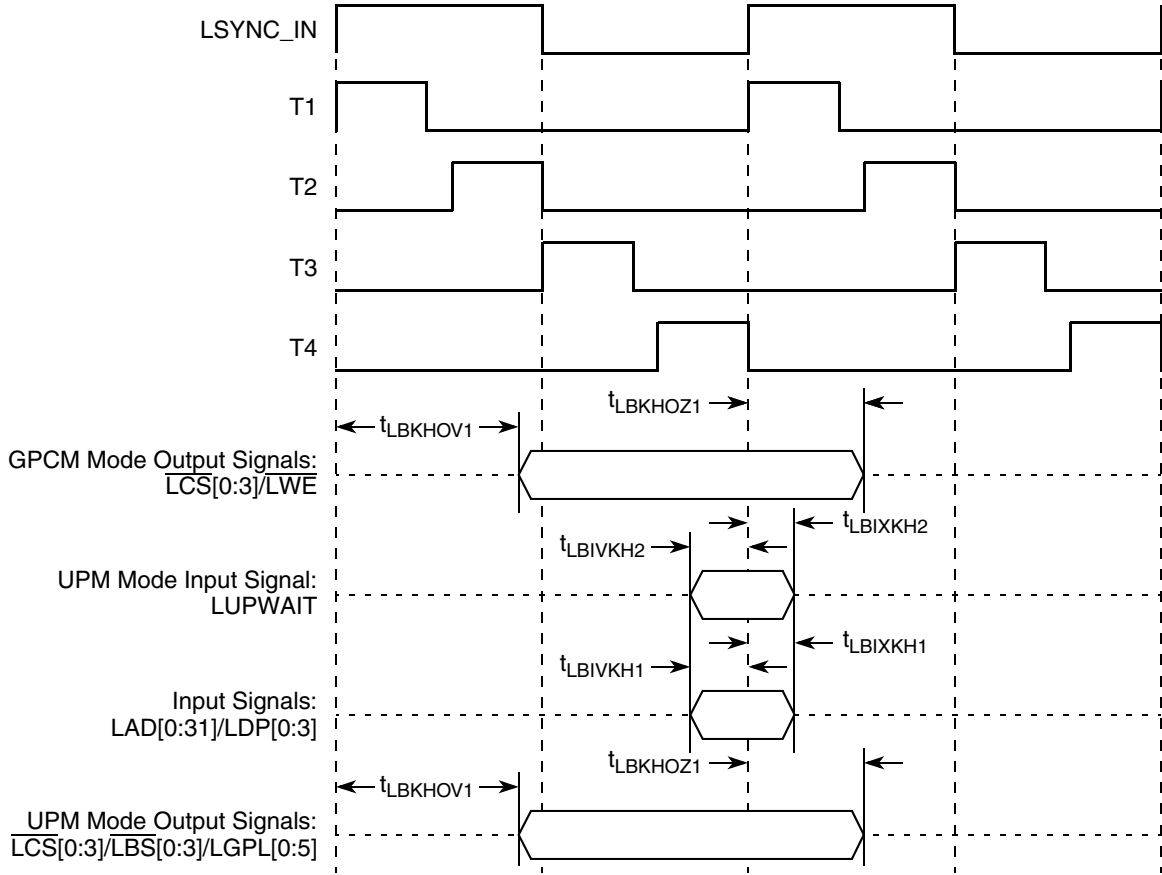 LSYNC_IN
T1
T2
T3
T4
tLBKHOZ1
tLBKHOV1
GPCM Mode Output Signals:
LCS[0:3]/LWE
tLBIXKH2
tLBIVKH2
UPM Mode Input Signal:
LUPWAIT
tLBIXKH1
tLBIVKH1
Input Signals:
LAD[0:31]/LDP[0:3]
tLBKHOZ1
tLBKHOV1
UPM Mode Output Signals:
LCS[0:3]/LBS[0:3]/LGPL[0:5]